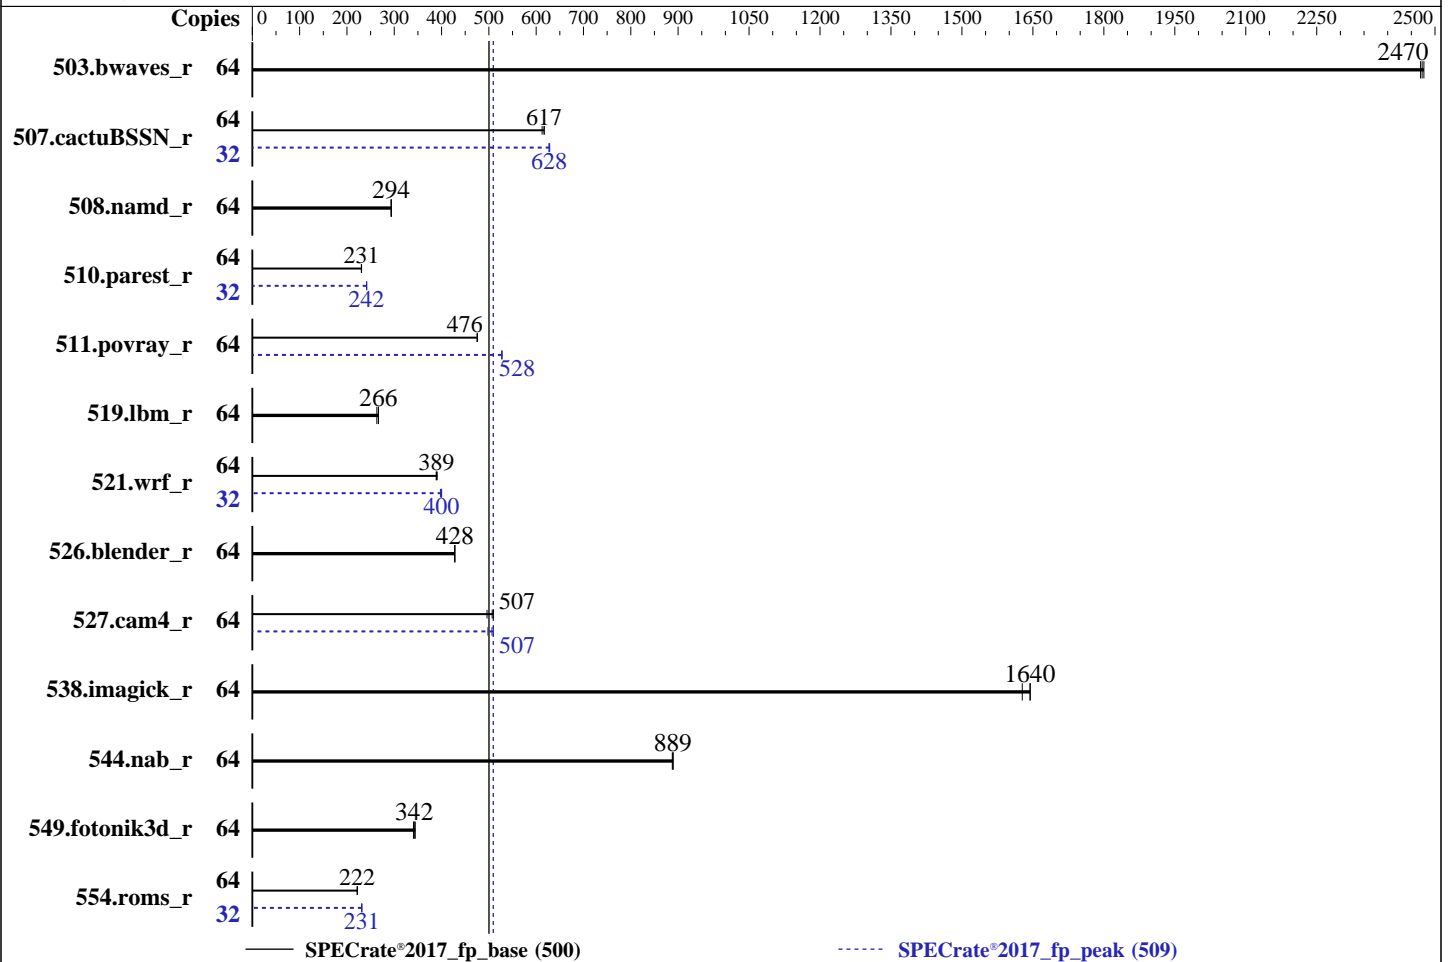 Copies 0 100 200 300 400 500 600 700 800 900 1050 1200 1350 1500 1650 1800 1950 2100 2250 2500
503.bwaves_r 64 2470
507.cactuBSSN_r 64 617
32 628
508.namd_r 64 294
510.parest_r 64 231
32 242
511.povray_r 64 476
528
519.lbm_r 64 266
521.wrf_r 64 389
32 400
526.blender_r 64 428
527.cam4_r 64 507
507
538.imagick_r 64 1640
544.nab_r 64 889
549.fotonik3d_r 64 342
554.roms_r 64 222
32 231
SPECrate®2017_fp_base (500) SPECrate®2017_fp_peak (509)